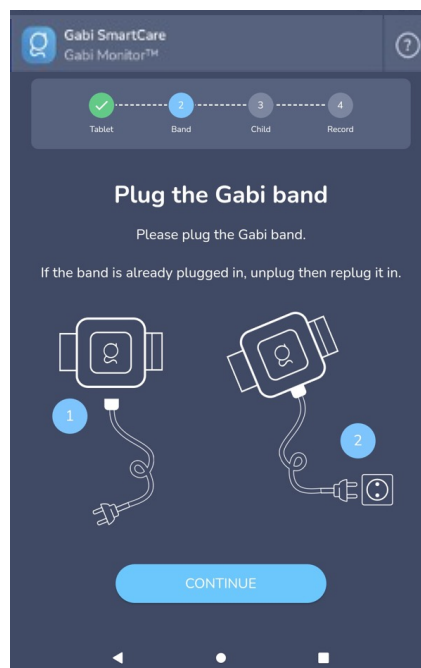 Gabi SmartCare
Gabi Monitor™
?
2
3
4
Tablet
Band
Child
Record
Plug the Gabi band
Please plug the Gabi band.
If the band is already plugged in, unplug then replug it in.
1
2
CONTINUE